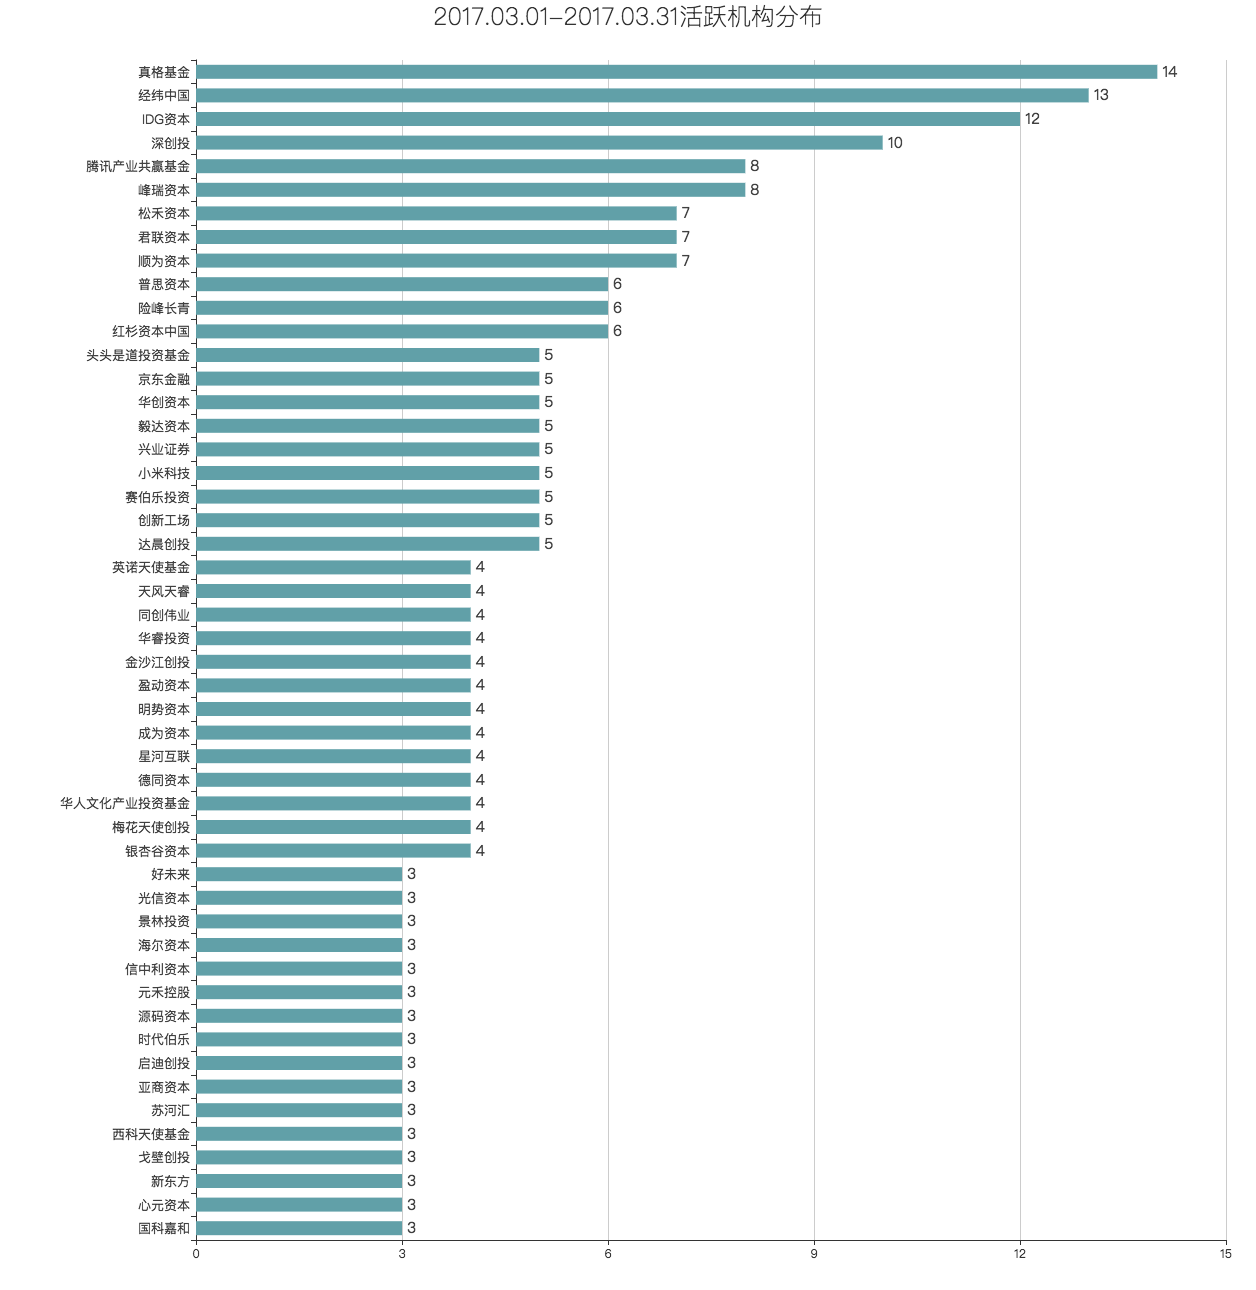 2017.03.01-2017.03.31活跃机构分布
真格基金 14
经纬中国 13
IDG资本 12
深创投 10
腾讯产业共赢基金 8
峰瑞资本 8
松禾资本 7
君联资本 7
顺为资本 7
普思资本 6
险峰长青 6
红杉资本中国 6
头头是道投资基金 5
京东金融 5
华创资本 5
毅达资本 5
兴业证券 5
小米科技 5
赛伯乐投资 5
创新工场 5
达晨创投 5
英诺天使基金 4
天风天睿 4
同创伟业 4
华睿投资 4
金沙江创投 4
盈动资本 4
明势资本 4
成为资本 4
星河互联 4
德同资本 4
华人文化产业投资基金 4
梅花天使创投 4
银杏谷资本 4
好未来 3
光信资本 3
景林投资 3
海尔资本 3
信中利资本 3
元禾控股 3
源码资本 3
时代伯乐 3
启迪创投 3
亚商资本 3
苏河汇 3
西科天使基金 3
戈壁创投 3
新东方 3
心元资本 3
国科嘉和 3
0 3 6 9 12 15